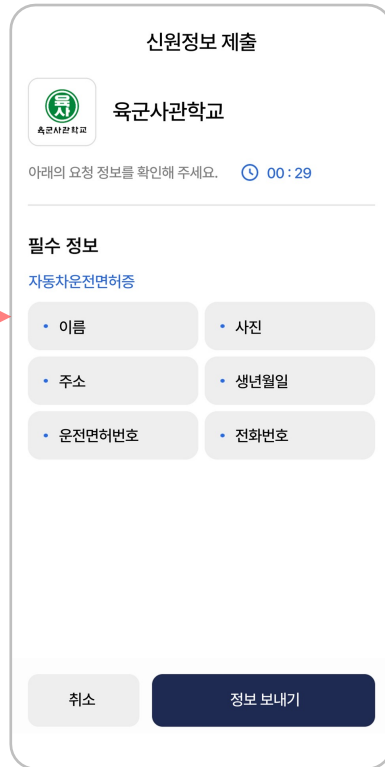 신원정보 제출
육사
육군사관학교
육군사관학교
아래의 요청 정보를 확인해 주세요. 00 : 29
필수 정보
자동차운전면허증
• 이름 • 사진
• 주소 • 생년월일
• 운전면허번호 • 전화번호
취소 정보 보내기